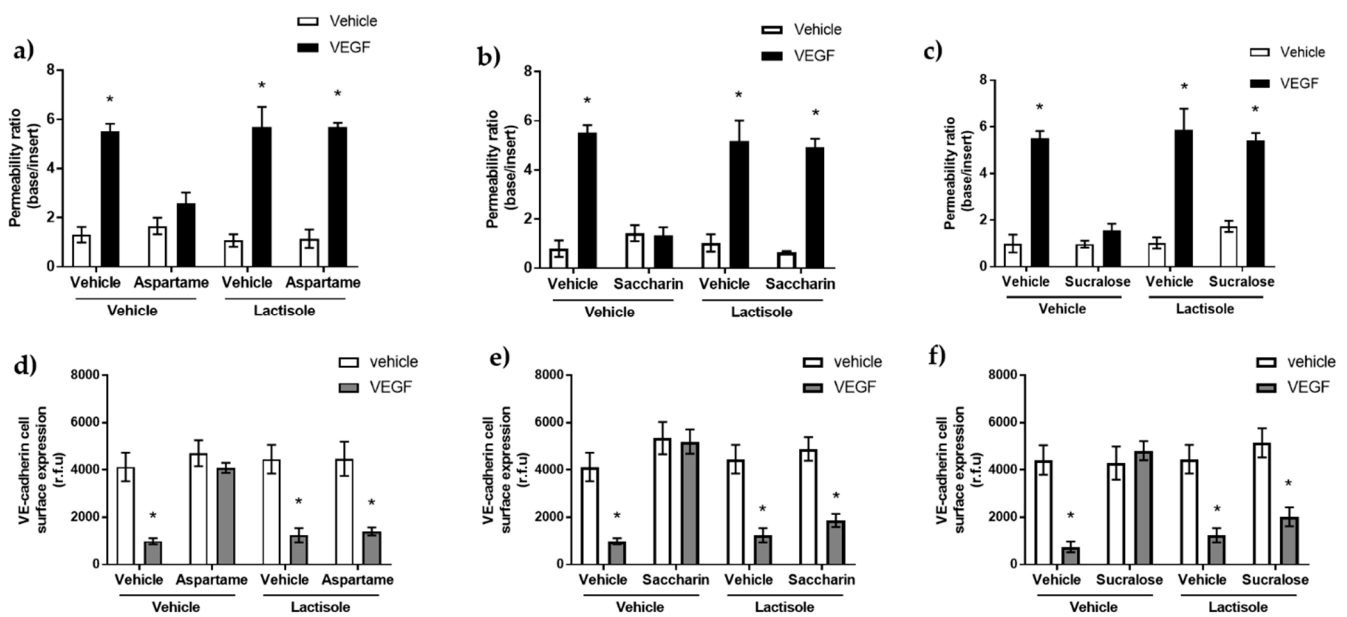 a)
Vehicle
VEGF
Permeability ratio
(base/insert)
8
6
4
2
0
*
*
*
Vehicle Aspartame Vehicle Aspartame
Vehicle Lactisole
b)
Vehicle
VEGF
Permeability ratio
(base/insert)
8
6
4
2
0
*
*
*
Vehicle Saccharin Vehicle Saccharin
Vehicle Lactisole
c)
Vehicle
VEGF
Permeability ratio
(base/insert)
8
6
4
2
0
*
*
*
Vehicle Sucralose Vehicle Sucralose
Vehicle Lactisole
d)
vehicle
VEGF
VE-cadherin cell
surface expression
(r.f.u)
8000
6000
4000
2000
0
*
*
*
Vehicle Aspartame Vehicle Aspartame
Vehicle Lactisole
e)
vehicle
VEGF
VE-cadherin cell
surface expression
(r.f.u)
8000
6000
4000
2000
0
*
*
*
Vehicle Saccharin Vehicle Saccharin
Vehicle Lactisole
f)
vehicle
VEGF
VE-cadherin cell
surface expression
(r.f.u)
8000
6000
4000
2000
0
*
*
*
Vehicle Sucralose Vehicle Sucralose
Vehicle Lactisole